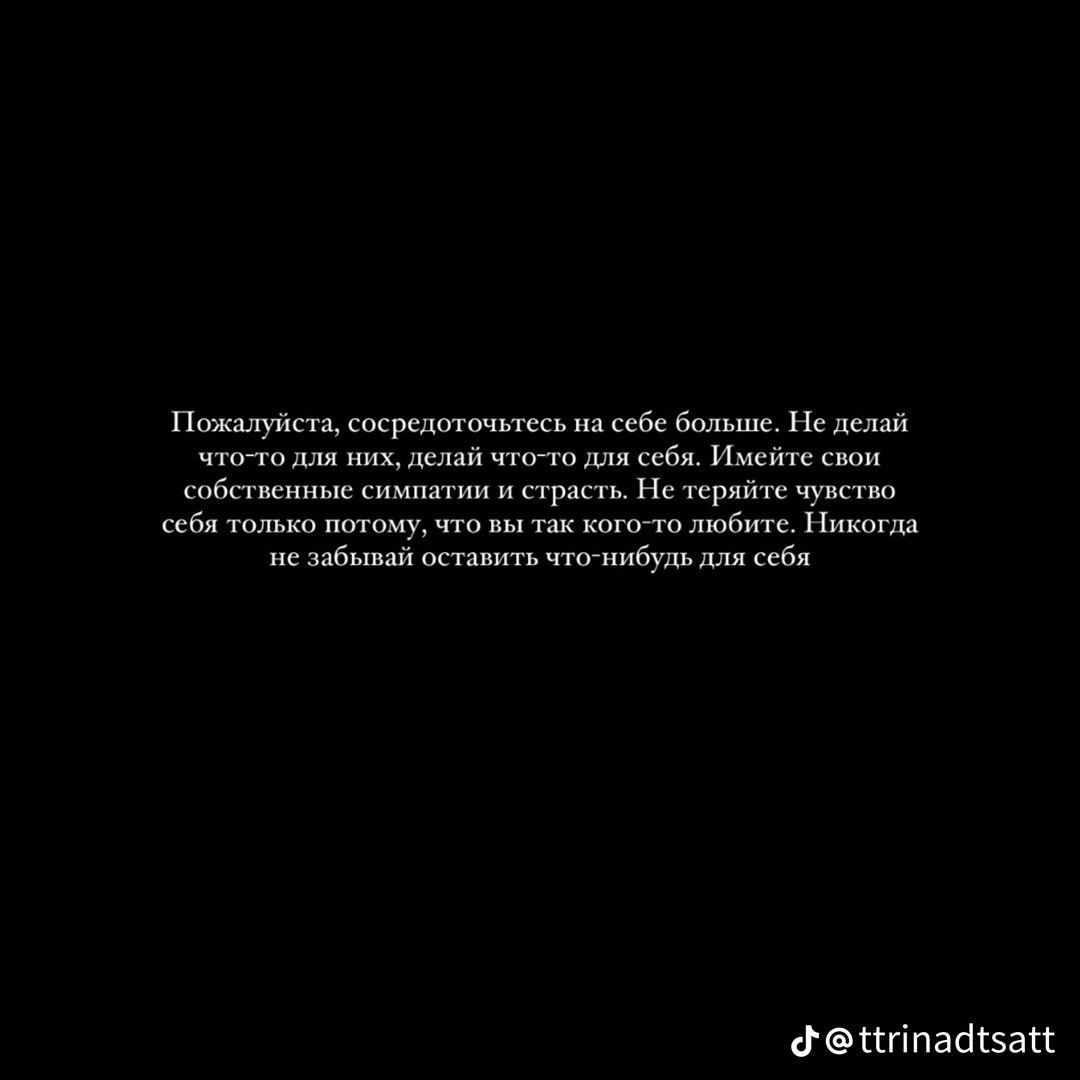 Пожалуйста, сосредоточьтесь на себе больше. Не делай
что-то для них, делай что-то для себя. Имейте свои
собственные симпатии и страсть. Не теряйте чувство
себя только потому, что вы так кого-то любите. Никогда
не забывай оставить что-нибудь для себя
@ttrinadtsatt